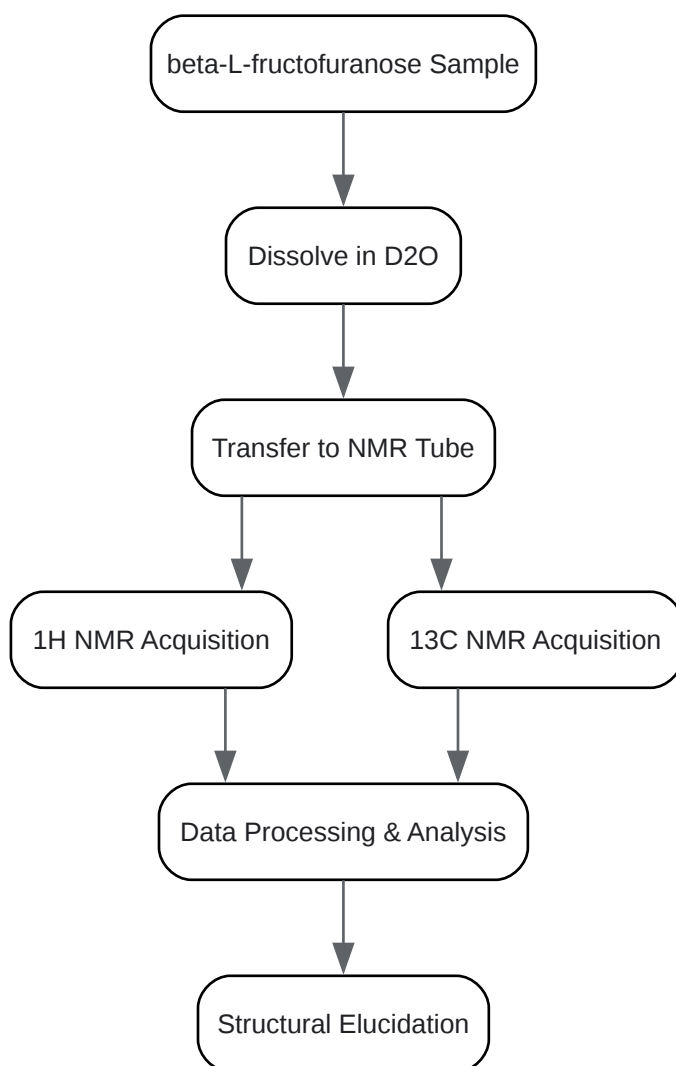 beta-L-fructofuranose Sample
Dissolve in D2O
Transfer to NMR Tube
1H NMR Acquisition
13C NMR Acquisition
Data Processing & Analysis
Structural Elucidation